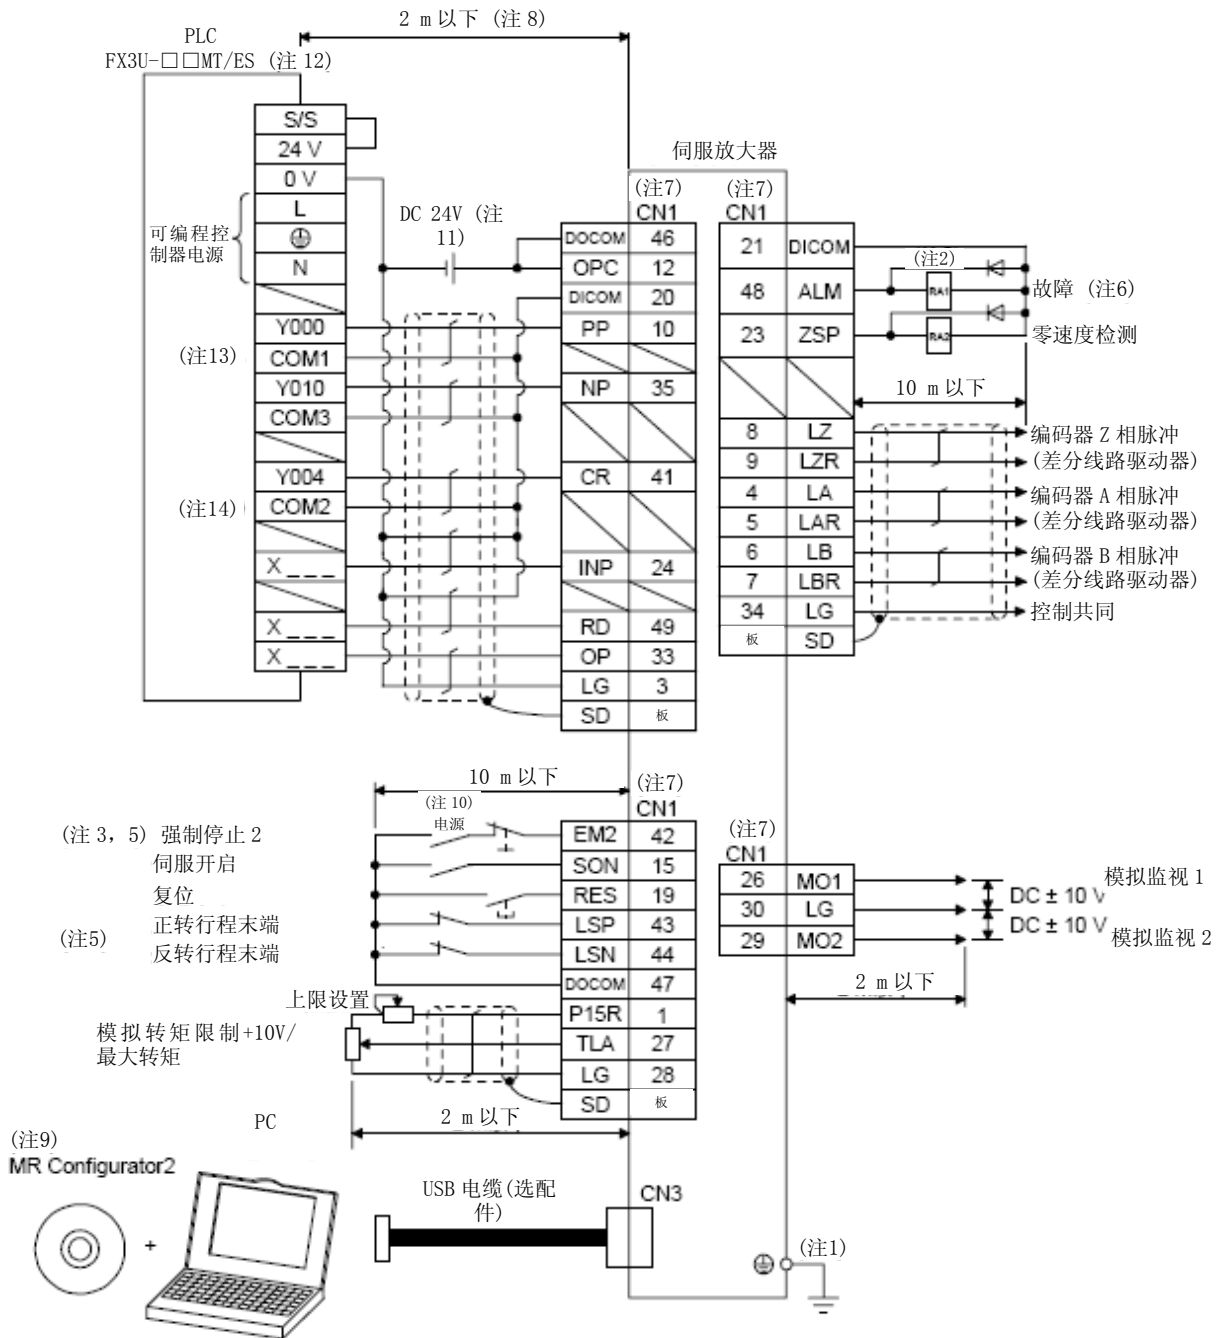 2 m 以下 (注 8)
PLC
FX3U-□□MT/ES (注 12)
S/S
24 V
0 V
L
N
可编程控
制器电源
Y000
(注13)
COM1
Y010
COM3
Y004
(注14)
COM2
X ___
X ___
X ___
DC 24V (注
11)
伺服放大器
(注7)
CN1
DOCOM 46
OPC 12
DICOM 20
PP 10
NP 35
CR 41
INP 24
RD 49
OP 33
LG 3
SD 板
(注7)
CN1
21 DICOM
48 ALM
23 ZSP
8 LZ
9 LZR
4 LA
5 LAR
6 LB
7 LBR
34 LG
板 SD
(注2)
RA1
故障 (注6)
RA2
零速度检测
10 m 以下
编码器 Z 相脉冲
(差分线路驱动器)
编码器 A 相脉冲
(差分线路驱动器)
编码器 B 相脉冲
(差分线路驱动器)
控制共同
10 m 以下
(注 10)
电源
(注7)
CN1
(注 3, 5) 强制停止 2
伺服开启
复位
正转行程末端
(注5)
反转行程末端
EM2 42
SON 15
RES 19
LSP 43
LSN 44
DOCOM 47
P15R 1
TLA 27
LG 28
SD 板
上限设置
模拟转矩限制+10V/
最大转矩
2 m 以下
(注7)
CN1
26 MO1
30 LG
29 MO2
模拟监视 1
DC ± 10 V
DC ± 10 V
模拟监视 2
2 m 以下
PC
(注9)
MR Configurator2
+
USB 电缆(选配
件)
CN3
(注1)